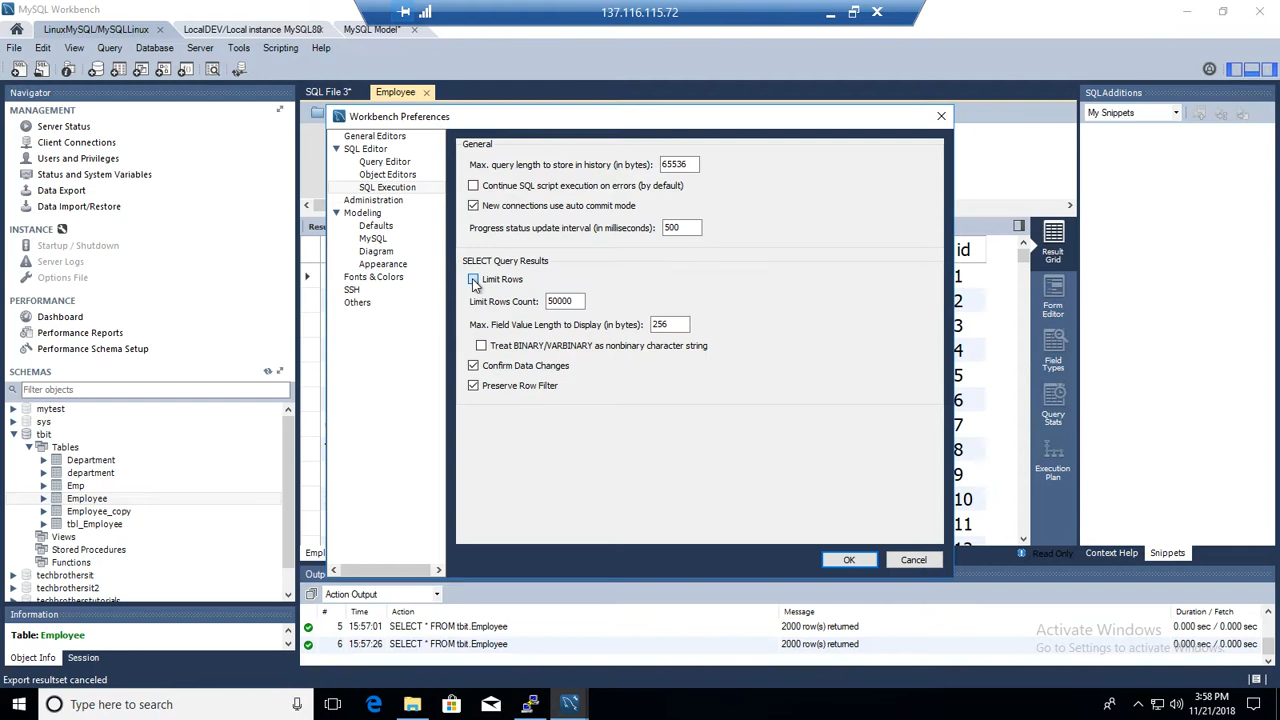 MySQL Workbench
137.116.115.72
LinuxMySQL/MySQLLinux
LocalDEV/Local instance MySQL80
MySQL Model*
File Edit View Query Database Server Tools Scripting Help
Navigator
MANAGEMENT
Server Status
Client Connections
Users and Privileges
Status and System Variables
Data Export
Data Import/Restore
INSTANCE
Startup / Shutdown
Server Logs
Options File
PERFORMANCE
Dashboard
Performance Reports
Performance Schema Setup
SCHEMAS
Filter objects
mytest
sys
tbit
Tables
Department
department
Emp
Employee
Employee_copy
tbl_Employee
Views
Stored Procedures
Functions
techbrothersit
techbrothersit2
techbrotherstutorials
Information
Table: Employee
Object Info Session
Export resultset canceled
SQL File 3*
Employee
Workbench Preferences
General Editors
SQL Editor
Query Editor
Object Editors
SQL Execution
Administration
Modeling
Defaults
MySQL
Diagram
Appearance
Fonts & Colors
SSH
Others
General
Max. query length to store in history (in bytes): 65536
Continue SQL script execution on errors (by default)
New connections use auto commit mode
Progress status update interval (in milliseconds): 500
SELECT Query Results
Limit Rows
Limit Rows Count: 50000
Max. Field Value Length to Display (in bytes): 256
Treat BINARY/VARBINARY as nonbinary character string
Confirm Data Changes
Preserve Row Filter
OK
Cancel
id
1
2
3
4
5
6
7
8
9
10
11
Result Grid
Form Editor
Field Types
Query Stats
Execution Plan
Read Only
SQLAdditions
My Snippets
Context Help Snippets
Action Output
# Time Action Message Duration / Fetch
5 15:57:01 SELECT * FROM tbit.Employee 2000 row(s) returned 0.000 sec / 0.000 sec
6 15:57:26 SELECT * FROM tbit.Employee 2000 row(s) returned 0.000 sec / 0.000 sec
Activate Windows
Go to Settings to activate Windows.
Type here to search
3:58 PM
11/21/2018